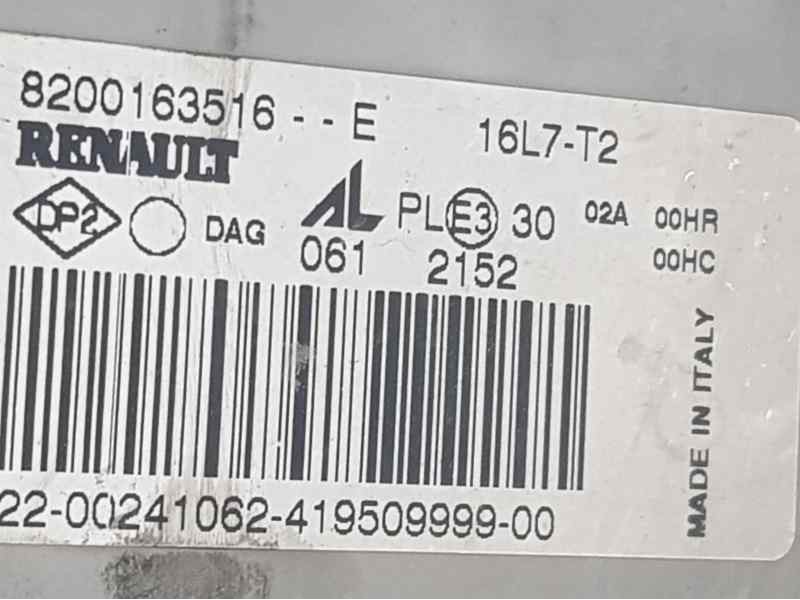 8200163516--E 16L7-T2
RENAULT
DP2 DAG AL PL E3 30 02A 00HR
061 2152 00HC
MADE IN ITALY
22-00241062-419509999-00